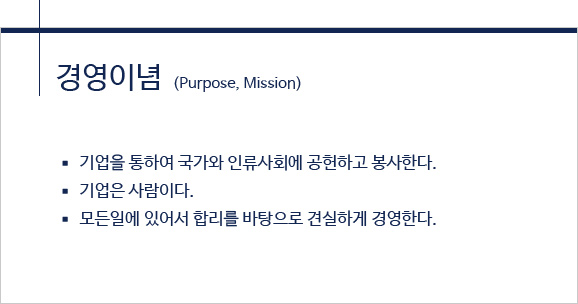 경영이념 (Purpose, Mission)
▪ 기업을 통하여 국가와 인류사회에 공헌하고 봉사한다.
▪ 기업은 사람이다.
▪ 모든일에 있어서 합리를 바탕으로 견실하게 경영한다.